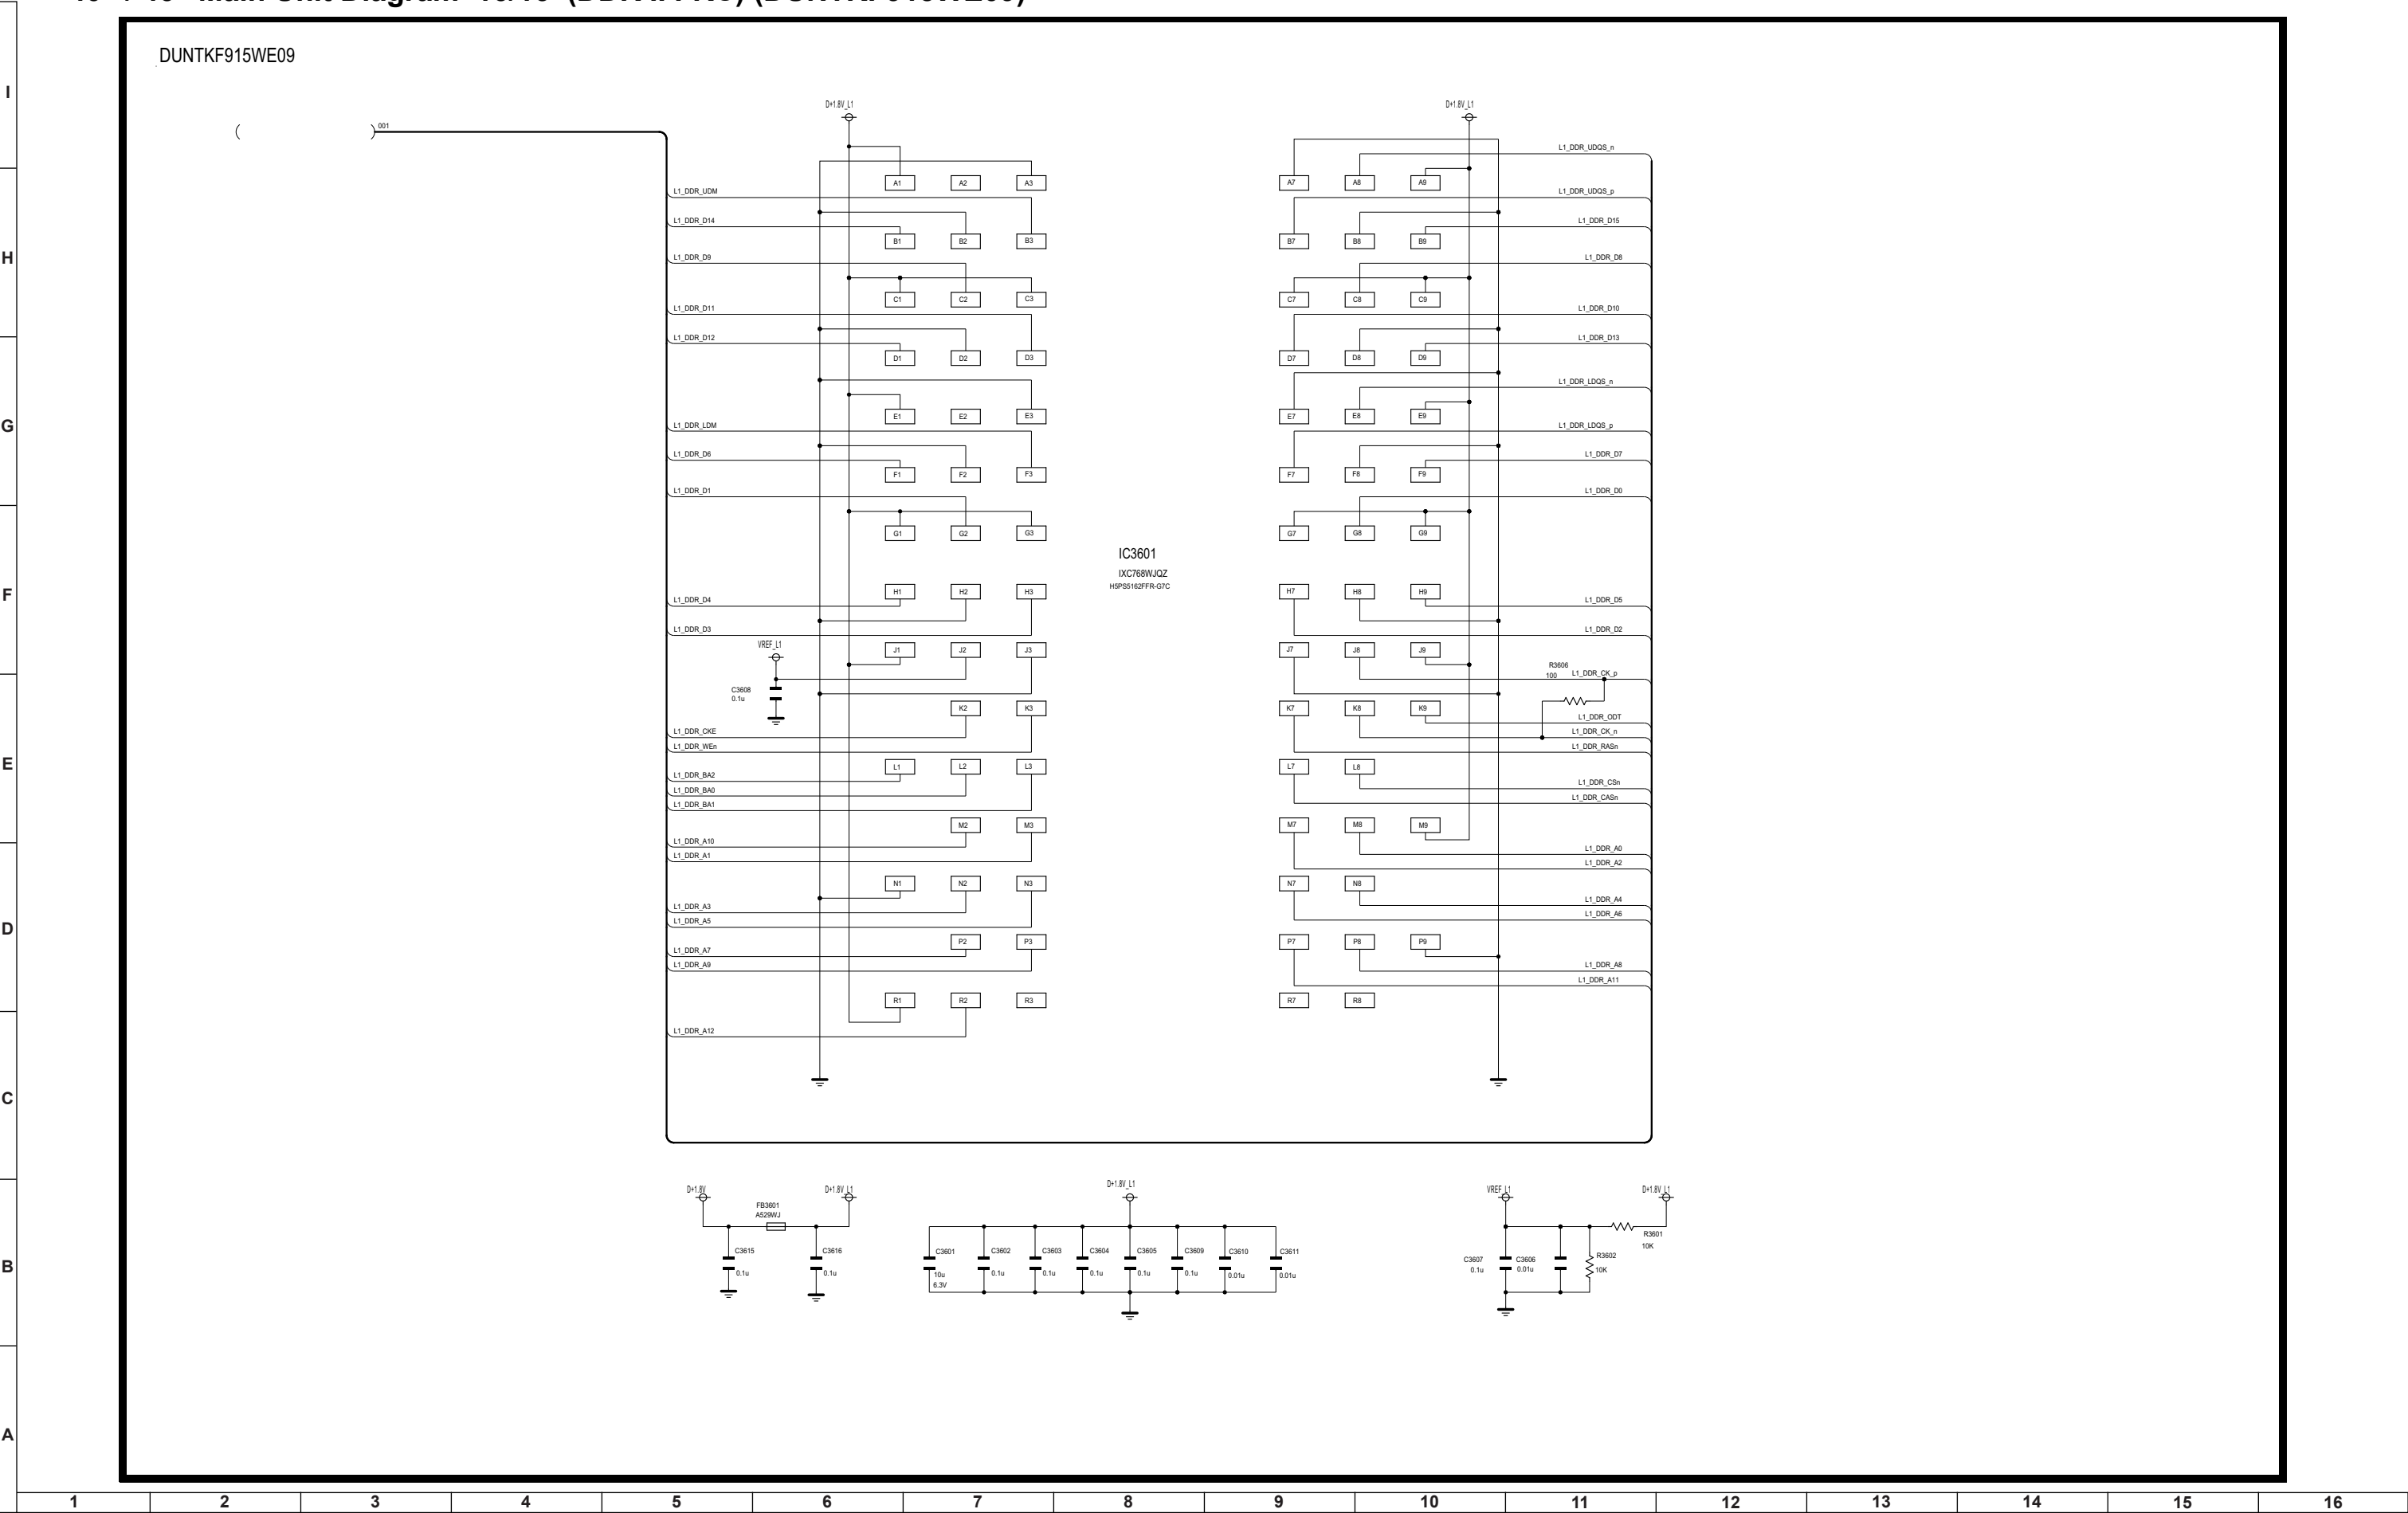 DUNTKF915WE09
I
H
G
F
E
D
C
B
A
001
D+1.8V_L1
D+1.8V_L1
L1_DDR_UDM
L1_DDR_D14
L1_DDR_D9
L1_DDR_D11
L1_DDR_D12
L1_DDR_LDM
L1_DDR_D6
L1_DDR_D1
L1_DDR_D4
L1_DDR_D3
VREF_L1
C3608
0.1u
L1_DDR_CKE
L1_DDR_WEn
L1_DDR_BA2
L1_DDR_BA0
L1_DDR_BA1
L1_DDR_A10
L1_DDR_A1
L1_DDR_A3
L1_DDR_A5
L1_DDR_A7
L1_DDR_A9
L1_DDR_A12
A1 A2 A3
B1 B2 B3
C1 C2 C3
D1 D2 D3
E1 E2 E3
F1 F2 F3
G1 G2 G3
H1 H2 H3
J1 J2 J3
K2 K3
L1 L2 L3
M2 M3
N1 N2 N3
P2 P3
R1 R2 R3
IC3601
IXC768WJQZ
H5PS5162FFR-G7C
A7 A8 A9
B7 B8 B9
C7 C8 C9
D7 D8 D9
E7 E8 E9
F7 F8 F9
G7 G8 G9
H7 H8 H9
J7 J8 J9
K7 K8 K9
L7 L8
M7 M8 M9
N7 N8
P7 P8 P9
R7 R8
L1_DDR_UDQS_n
L1_DDR_UDQS_p
L1_DDR_D15
L1_DDR_D8
L1_DDR_D10
L1_DDR_D13
L1_DDR_LDQS_n
L1_DDR_LDQS_p
L1_DDR_D7
L1_DDR_D0
L1_DDR_D5
L1_DDR_D2
R3606
100
L1_DDR_CK_p
L1_DDR_ODT
L1_DDR_CK_n
L1_DDR_RASn
L1_DDR_CSn
L1_DDR_CASn
L1_DDR_A0
L1_DDR_A2
L1_DDR_A4
L1_DDR_A6
L1_DDR_A8
L1_DDR_A11
D+1.8V
FB3601
A529WJ
D+1.8V_L1
C3615
0.1u
C3616
0.1u
D+1.8V_L1
C3601
10u
6.3V
C3602
0.1u
C3603
0.1u
C3604
0.1u
C3605
0.1u
C3609
0.1u
C3610
0.01u
C3611
0.01u
VREF_L1
D+1.8V_L1
C3607
0.1u
C3606
0.01u
R3602
10K
R3601
10K
1 2 3 4 5 6 7 8 9 10 11 12 13 14 15 16